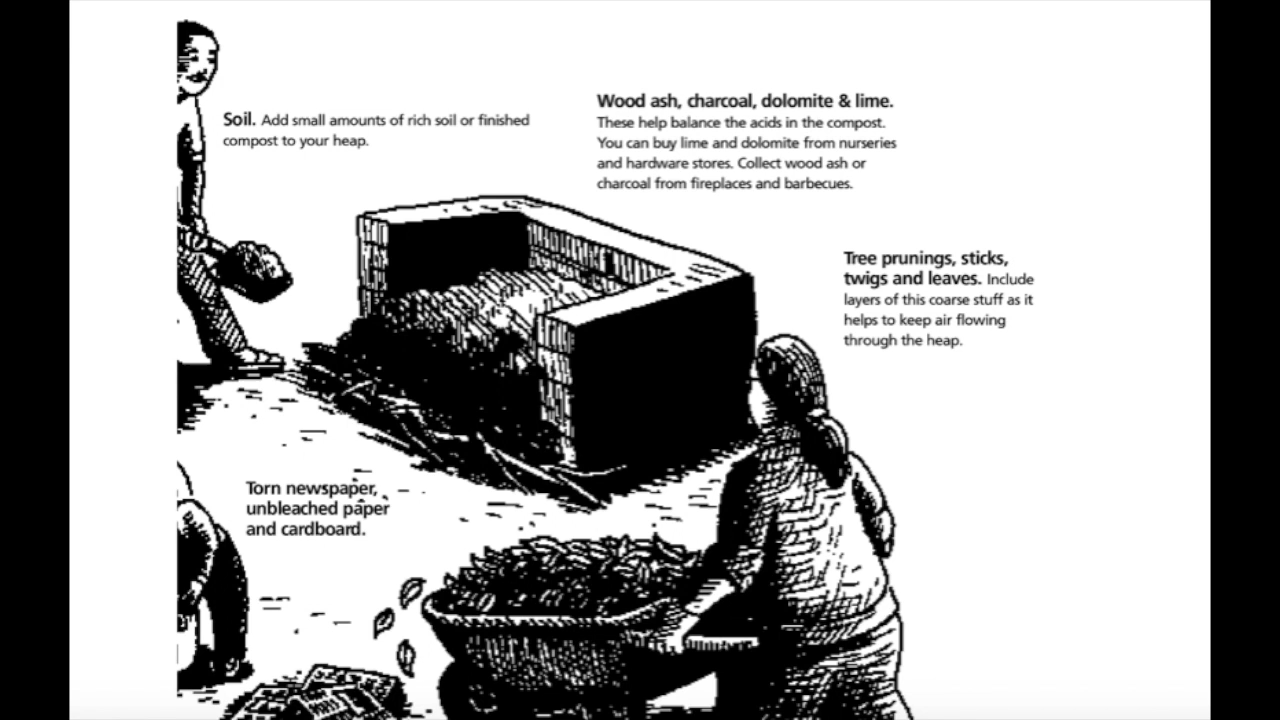 Soil. Add small amounts of rich soil or finished
compost to your heap.
Wood ash, charcoal, dolomite & lime.
These help balance the acids in the compost.
You can buy lime and dolomite from nurseries
and hardware stores. Collect wood ash or
charcoal from fireplaces and barbecues.
Tree prunings, sticks,
twigs and leaves. Include
layers of this coarse stuff as it
helps to keep air flowing
through the heap.
Torn newspaper,
unbleached paper
and cardboard.